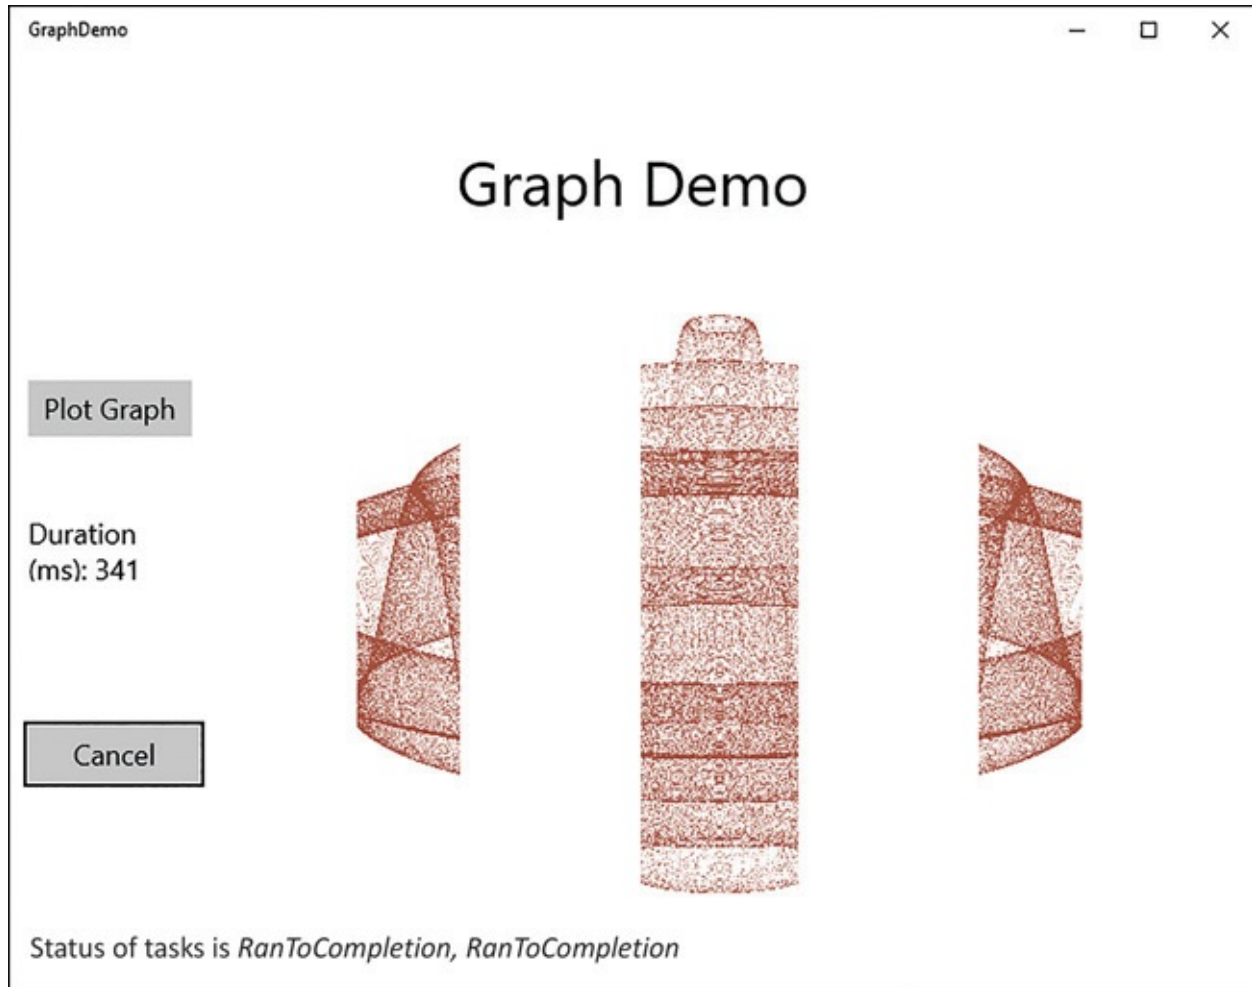 GraphDemo
Graph Demo
Plot Graph
Duration
(ms): 341
Cancel
Status of tasks is RanToCompletion, RanToCompletion